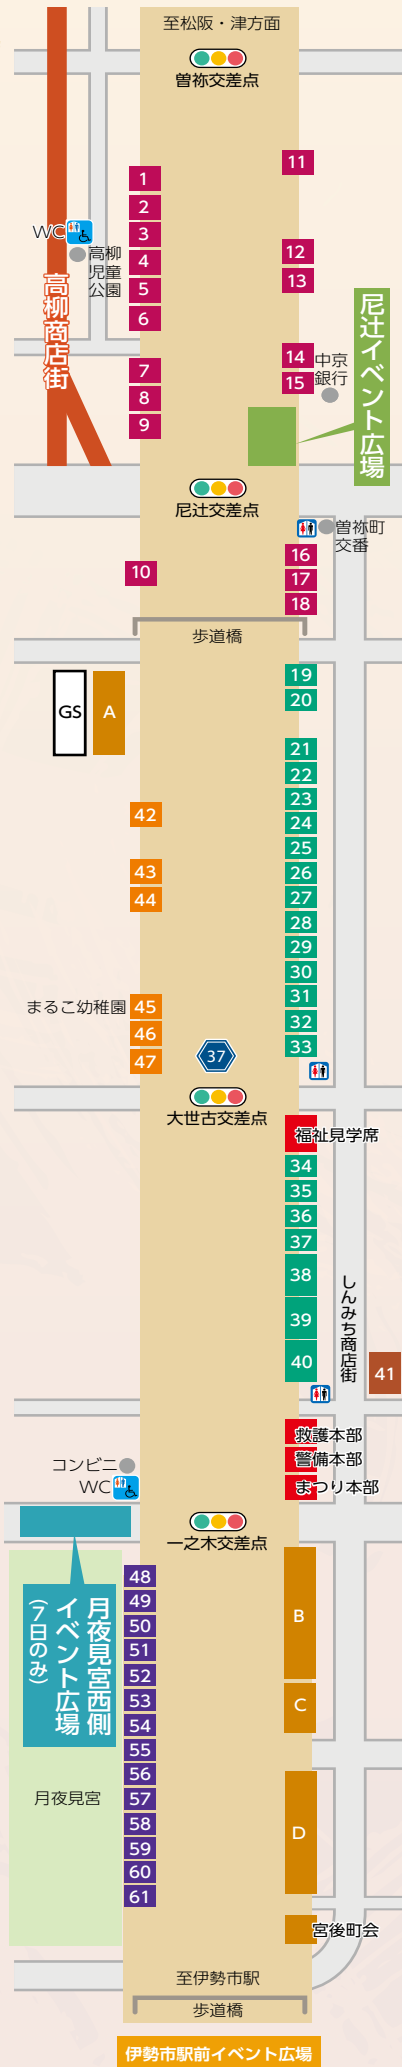 至松阪・津方面
曽祢交差点
11
1
2
3
WC
高柳
児童
公園
4
12
5
13
6
高柳商店街
尼辻イベント広場
14
中京
銀行
7
15
8
9
尼辻交差点
曽祢町
交番
16
10
17
18
歩道橋
19
20
GS
A
21
22
23
42
24
25
43
26
44
27
28
29
30
まるこ幼稚園
45
31
46
32
47
37
33
大世古交差点
福祉見学席
34
35
36
37
38
しんみち商店街
39
40
41
救護本部
コンビニ
警備本部
WC
まつり本部
一之木交差点
48
49
50
51
52
53
54
55
56
57
58
59
60
61
B
C
D
月夜見宮西側
イベント広場
(7日のみ)
月夜見宮
宮後町会
至伊勢市駅
歩道橋
伊勢市駅前イベント広場